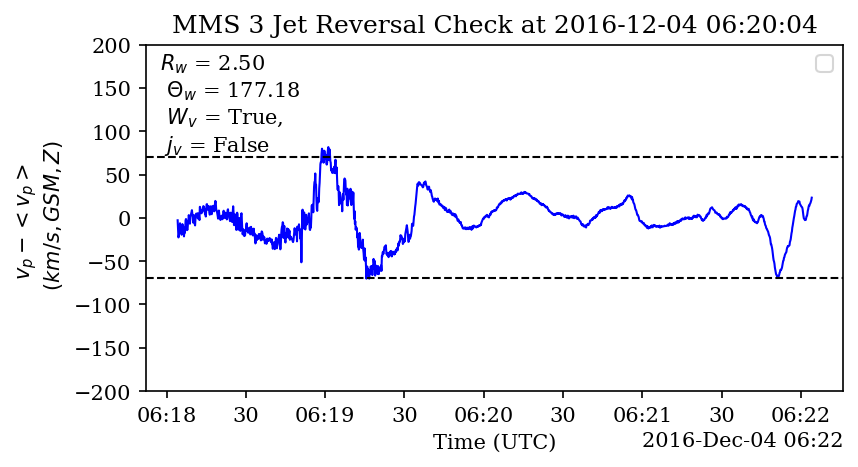 MMS 3 Jet Reversal Check at 2016-12-04 06:20:04
R_w = 2.50
Θ_w = 177.18
W_v = True,
j_v = False
v_p − < v_p >
(km/s, GSM, Z)
200
150
100
50
0
−50
−100
−150
−200
06:18 30 06:19 30 06:20 30 06:21 30 06:22
Time (UTC) 2016-Dec-04 06:22